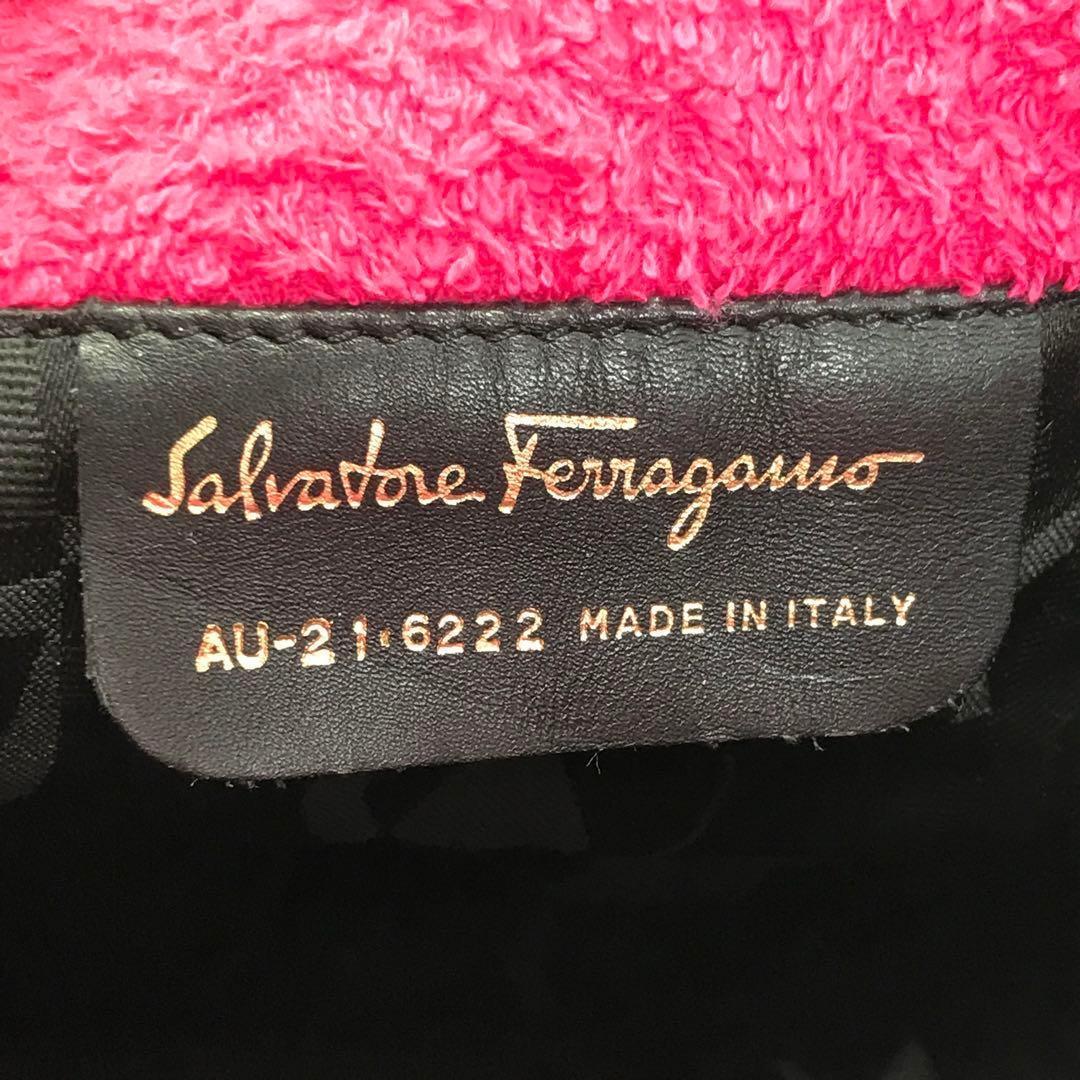 Salvatore Ferragamo
AU-21·6222 MADE IN ITALY